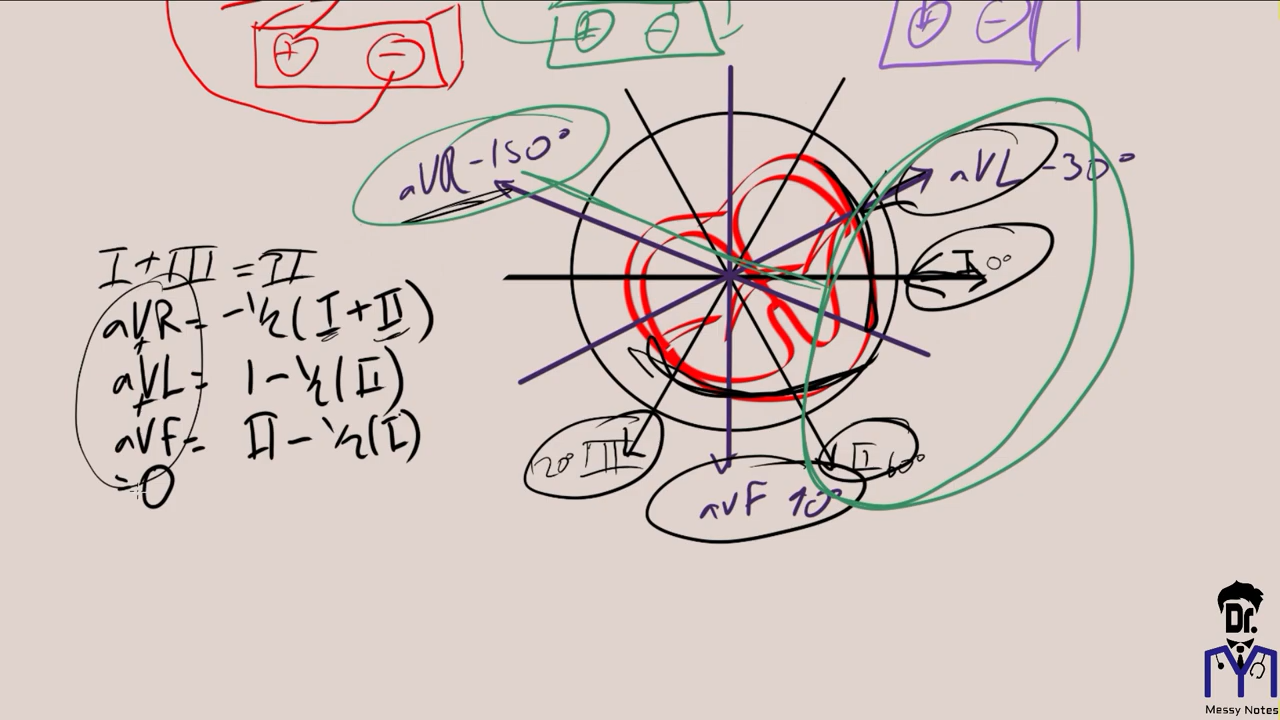 + −
+ −
+ −
aVR -150°
aVL -30°
I 0°
I + III = II
aVR = -½(I + II)
+
aVL = 1 - ½(II)
+
aVF = II - ½(I)
= 0
120° III
II 60°
aVF 90°
Dr.
Messy Notes